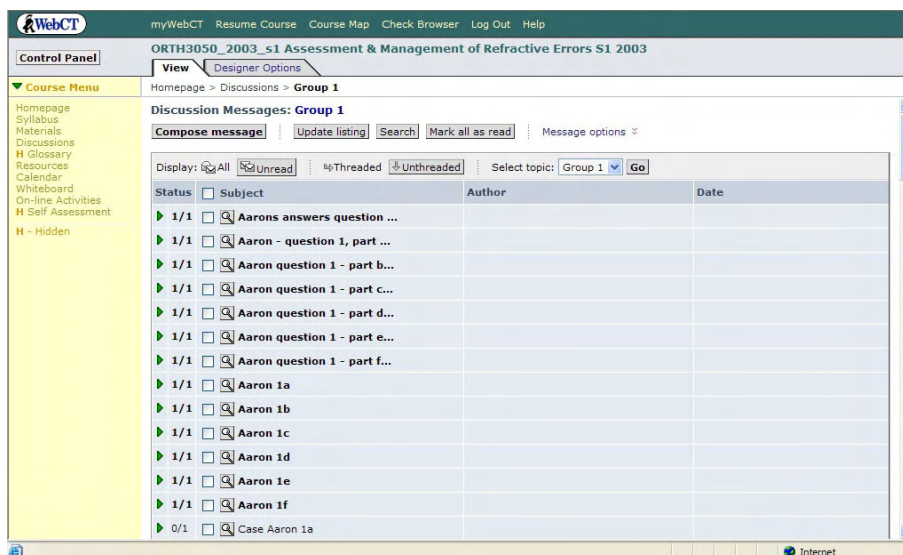 WebCT
myWebCT Resume Course Course Map Check Browser Log Out Help
Control Panel
ORTH3050_2003_s1 Assessment & Management of Refractive Errors S1 2003
View Designer Options
Course Menu
Homepage
Syllabus
Materials
Discussions
H Glossary
Resources
Calendar
Whiteboard
On-line Activities
H Self Assessment
H - Hidden
Homepage > Discussions > Group 1
Discussion Messages: Group 1
Compose message Update listing Search Mark all as read Message options
Display: All Unread Threaded Unthreaded Select topic: Group 1 Go
Status Subject Author Date
1/1 Aarons answers question ...
1/1 Aaron - question 1, part ...
1/1 Aaron question 1 - part b...
1/1 Aaron question 1 - part c...
1/1 Aaron question 1 - part d...
1/1 Aaron question 1 - part e...
1/1 Aaron question 1 - part f...
1/1 Aaron 1a
1/1 Aaron 1b
1/1 Aaron 1c
1/1 Aaron 1d
1/1 Aaron 1e
1/1 Aaron 1f
0/1 Case Aaron 1a
Internet